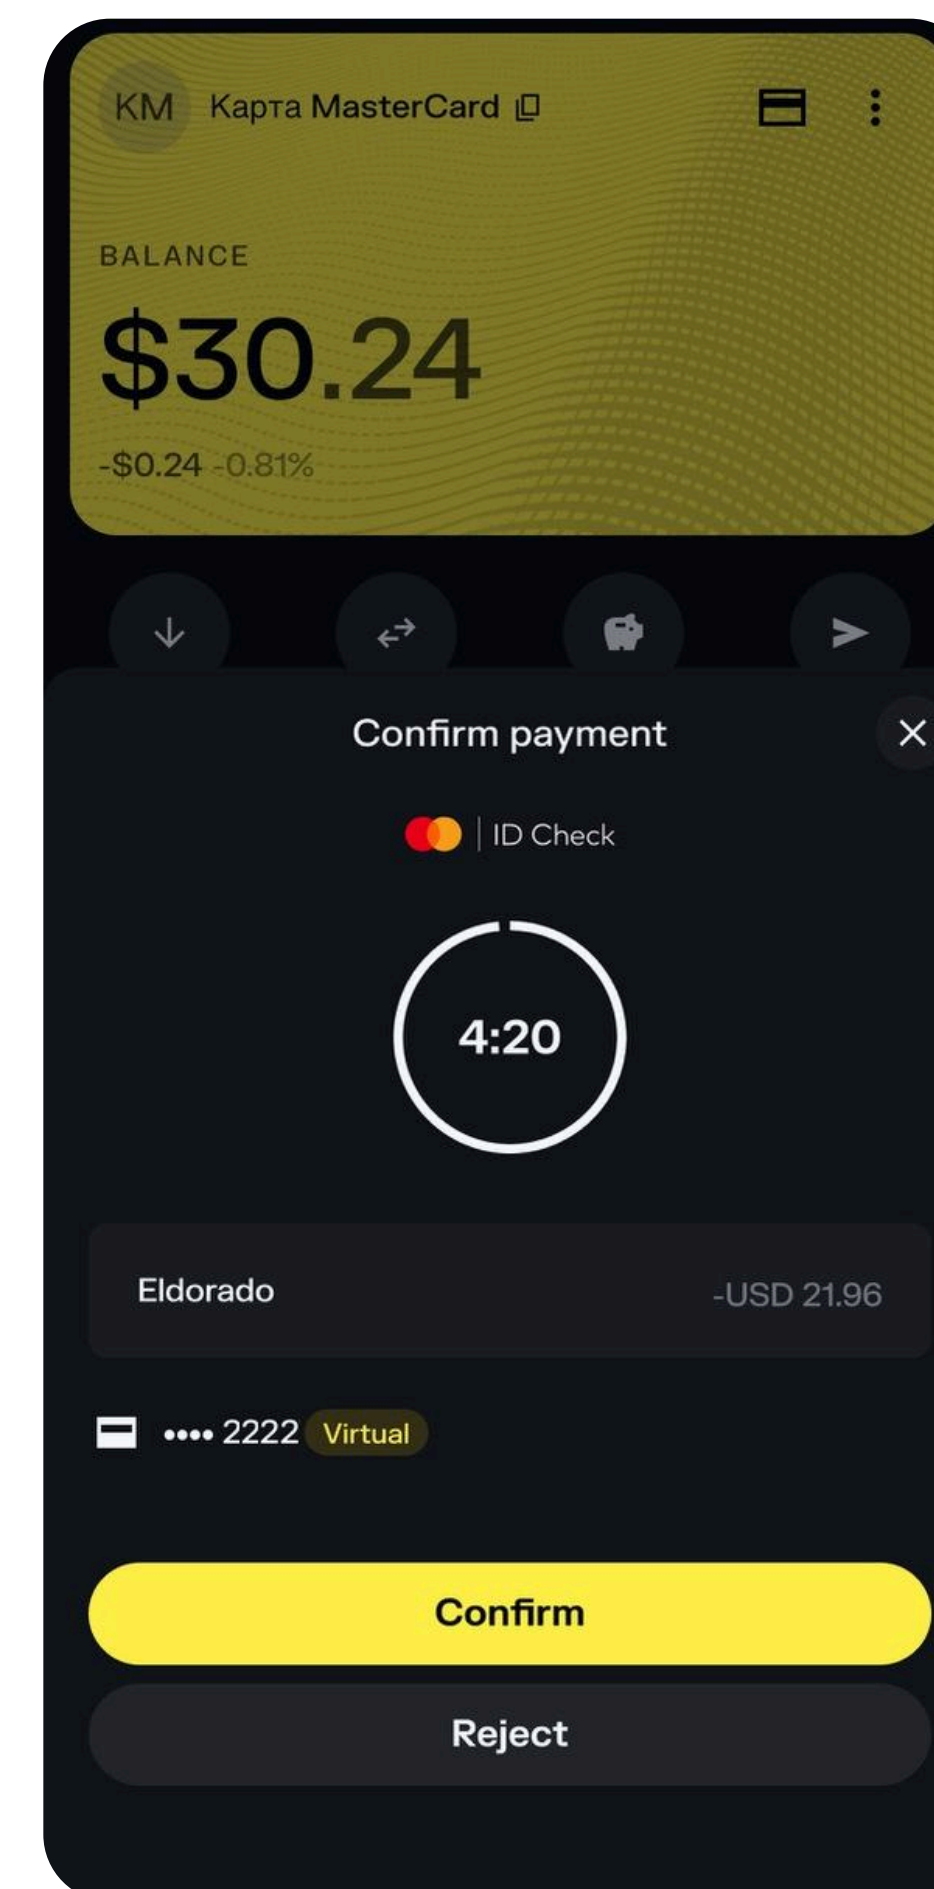 KM Карта MasterCard
BALANCE
$30.24
-$0.24 -0.81%
Confirm payment
ID Check
4:20
Eldorado -USD 21.96
•••• 2222 Virtual
Confirm
Reject